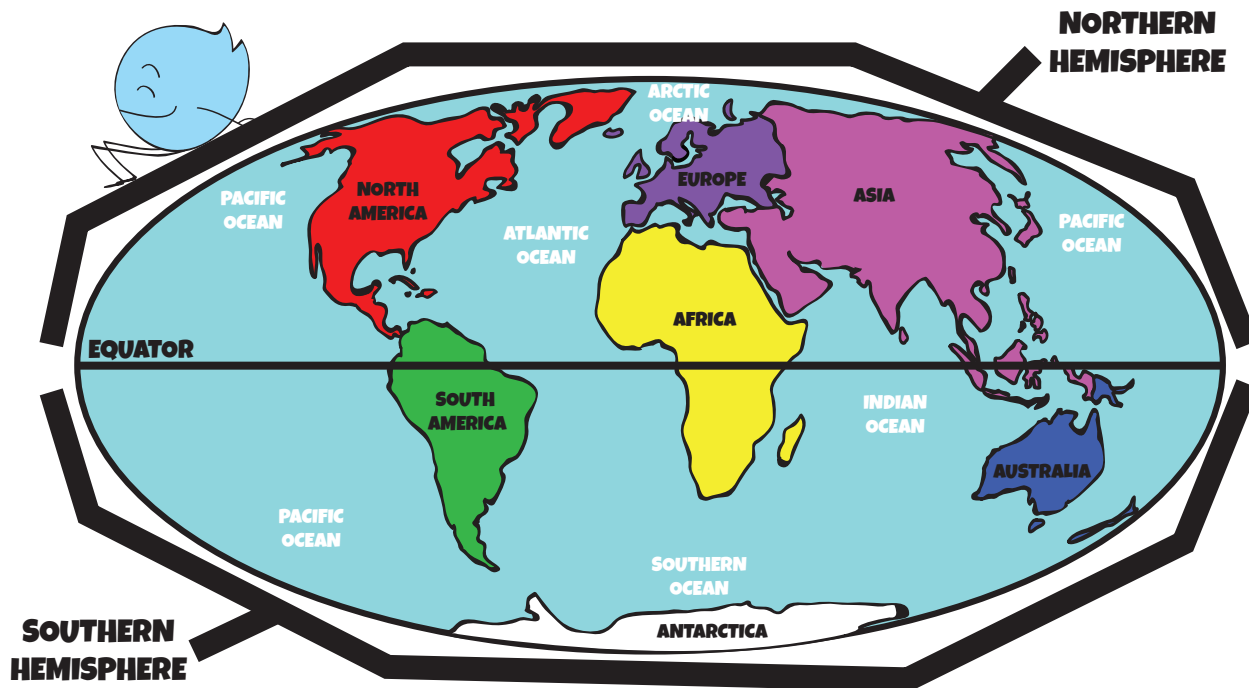 NORTHERN
HEMISPHERE
ARCTIC
OCEAN
NORTH
AMERICA
EUROPE
ASIA
PACIFIC
OCEAN
ATLANTIC
OCEAN
PACIFIC
OCEAN
AFRICA
EQUATOR
SOUTH
AMERICA
INDIAN
OCEAN
AUSTRALIA
PACIFIC
OCEAN
SOUTHERN
OCEAN
ANTARCTICA
SOUTHERN
HEMISPHERE